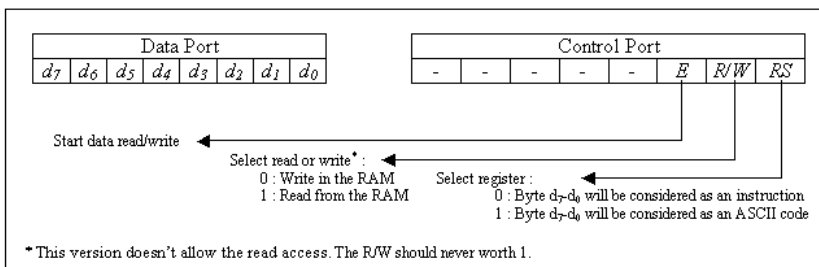 Data Port
d7 d6 d5 d4 d3 d2 d1 d0
Control Port
- - - - - E R/W RS
Start data read/write
Select read or write* :
0 : Write in the RAM
1 : Read from the RAM
Select register :
0 : Byte d7-d0 will be considered as an instruction
1 : Byte d7-d0 will be considered as an ASCII code
* This version doesn't allow the read access. The R/W should never worth 1.